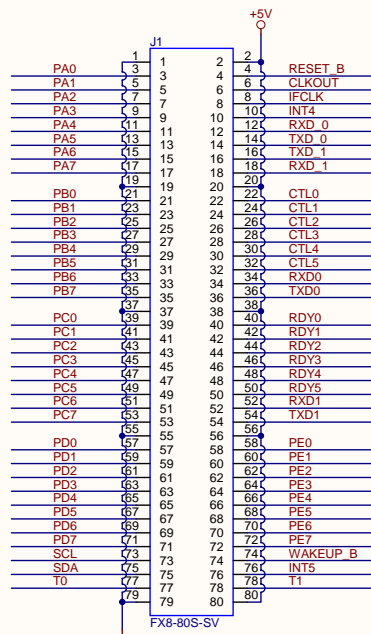 +5V
J1
1 1 2 2
PA0 3 3 4 4 RESET_B
PA1 5 5 6 6 CLKOUT
PA2 7 7 8 8 IFCLK
PA3 9 9 10 10 INT4
PA4 11 11 12 12 RXD_0
PA5 13 13 14 14 TXD_0
PA6 15 15 16 16 TXD_1
PA7 17 17 18 18 RXD_1
19 19 20 20
PB0 21 21 22 22 CTL0
PB1 23 23 24 24 CTL1
PB2 25 25 26 26 CTL2
PB3 27 27 28 28 CTL3
PB4 29 29 30 30 CTL4
PB5 31 31 32 32 CTL5
PB6 33 33 34 34 RXD0
PB7 35 35 36 36 TXD0
37 37 38 38
PC0 39 39 40 40 RDY0
PC1 41 41 42 42 RDY1
PC2 43 43 44 44 RDY2
PC3 45 45 46 46 RDY3
PC4 47 47 48 48 RDY4
PC5 49 49 50 50 RDY5
PC6 51 51 52 52 RXD1
PC7 53 53 54 54 TXD1
55 55 56 56
PD0 57 57 58 58 PE0
PD1 59 59 60 60 PE1
PD2 61 61 62 62 PE2
PD3 63 63 64 64 PE3
PD4 65 65 66 66 PE4
PD5 67 67 68 68 PE5
PD6 69 69 70 70 PE6
PD7 71 71 72 72 PE7
SCL 73 73 74 74 WAKEUP_B
SDA 75 75 76 76 INT5
T0 77 77 78 78 T1
79 79 80 80
FX8-80S-SV